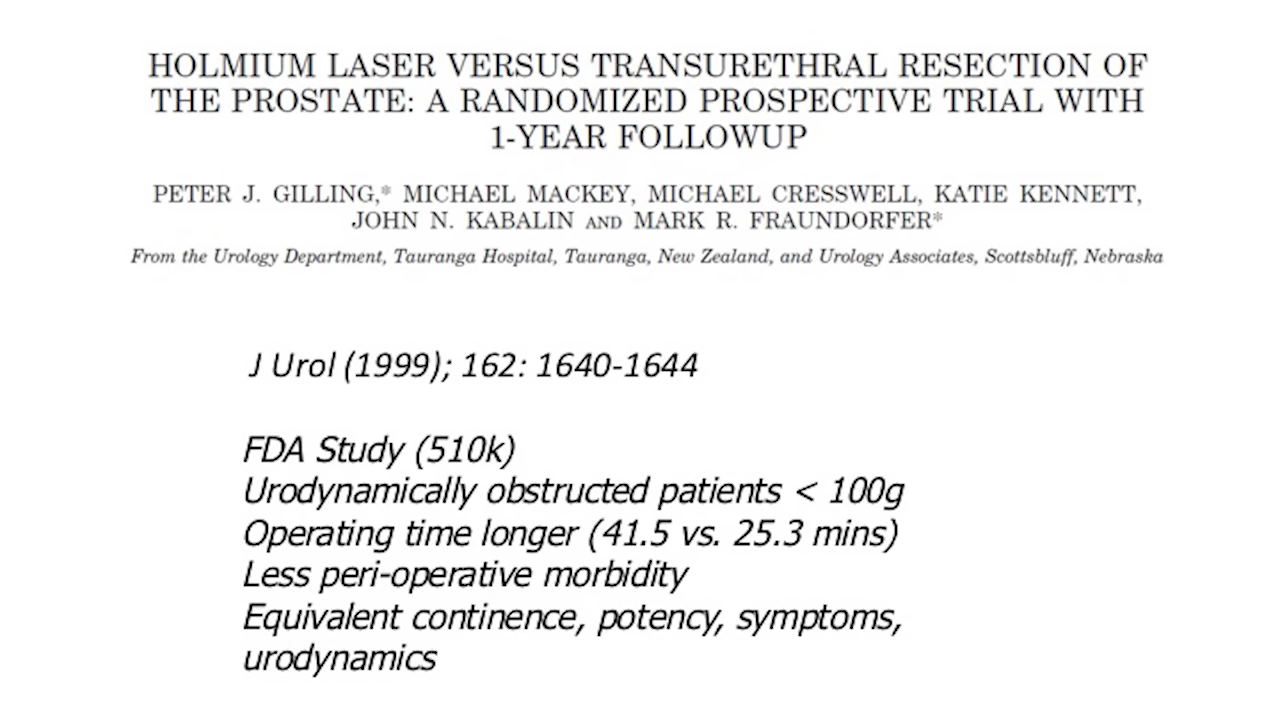 HOLMIUM LASER VERSUS TRANSURETHRAL RESECTION OF
THE PROSTATE: A RANDOMIZED PROSPECTIVE TRIAL WITH
1-YEAR FOLLOWUP
PETER J. GILLING,* MICHAEL MACKEY, MICHAEL CRESSWELL, KATIE KENNETT,
JOHN N. KABALIN AND MARK R. FRAUNDORFER*
From the Urology Department, Tauranga Hospital, Tauranga, New Zealand, and Urology Associates, Scottsbluff, Nebraska
J Urol (1999); 162: 1640-1644
FDA Study (510k)
Urodynamically obstructed patients < 100g
Operating time longer (41.5 vs. 25.3 mins)
Less peri-operative morbidity
Equivalent continence, potency, symptoms,
urodynamics